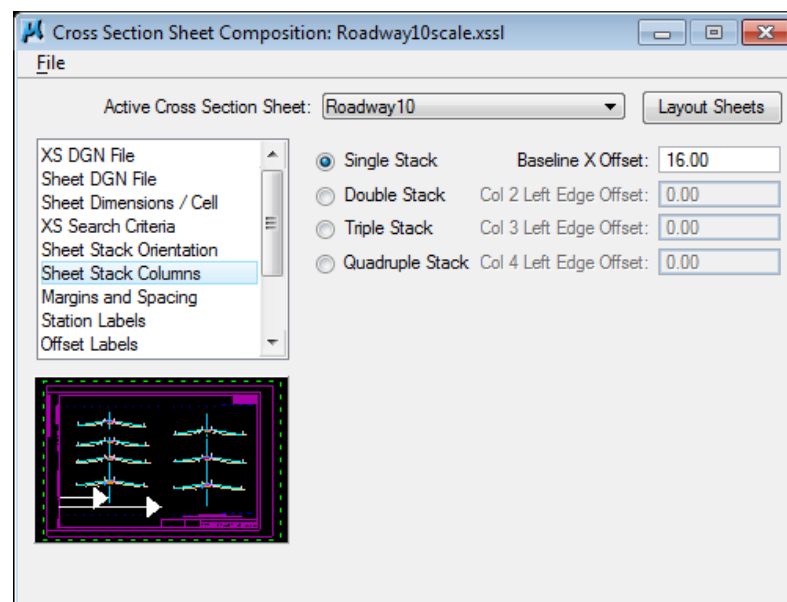 Cross Section Sheet Composition: Roadway10scale.xssl
File
Active Cross Section Sheet: Roadway10 Layout Sheets
XS DGN File
Sheet DGN File
Sheet Dimensions / Cell
XS Search Criteria
Sheet Stack Orientation
Sheet Stack Columns
Margins and Spacing
Station Labels
Offset Labels
Single Stack Baseline X Offset: 16.00
Double Stack Col 2 Left Edge Offset: 0.00
Triple Stack Col 3 Left Edge Offset: 0.00
Quadruple Stack Col 4 Left Edge Offset: 0.00